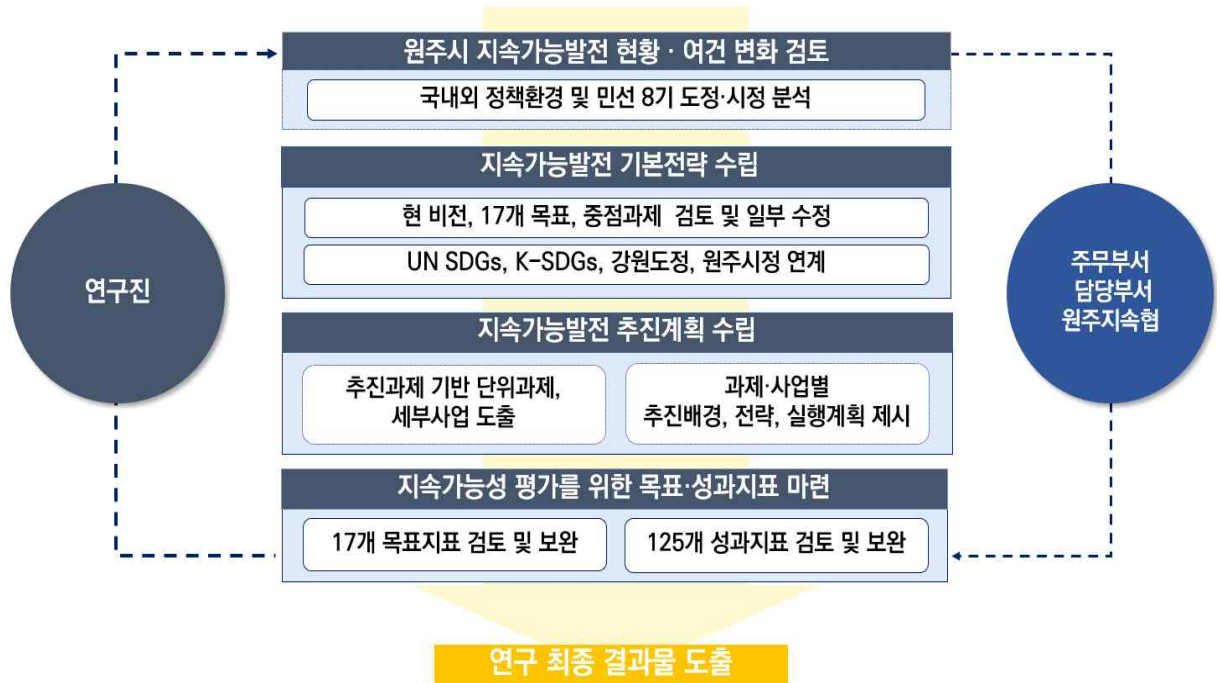 원주시 지속가능발전 현황 · 여건 변화 검토
국내외 정책환경 및 민선 8기 도정·시정 분석
지속가능발전 기본전략 수립
현 비전, 17개 목표, 중점과제 검토 및 일부 수정
UN SDGs, K-SDGs, 강원도정, 원주시정 연계
연구진
주무부서
담당부서
원주지속협
지속가능발전 추진계획 수립
추진과제 기반 단위과제,
세부사업 도출
과제·사업별
추진배경, 전략, 실행계획 제시
지속가능성 평가를 위한 목표·성과지표 마련
17개 목표지표 검토 및 보완
125개 성과지표 검토 및 보완
연구 최종 결과물 도출